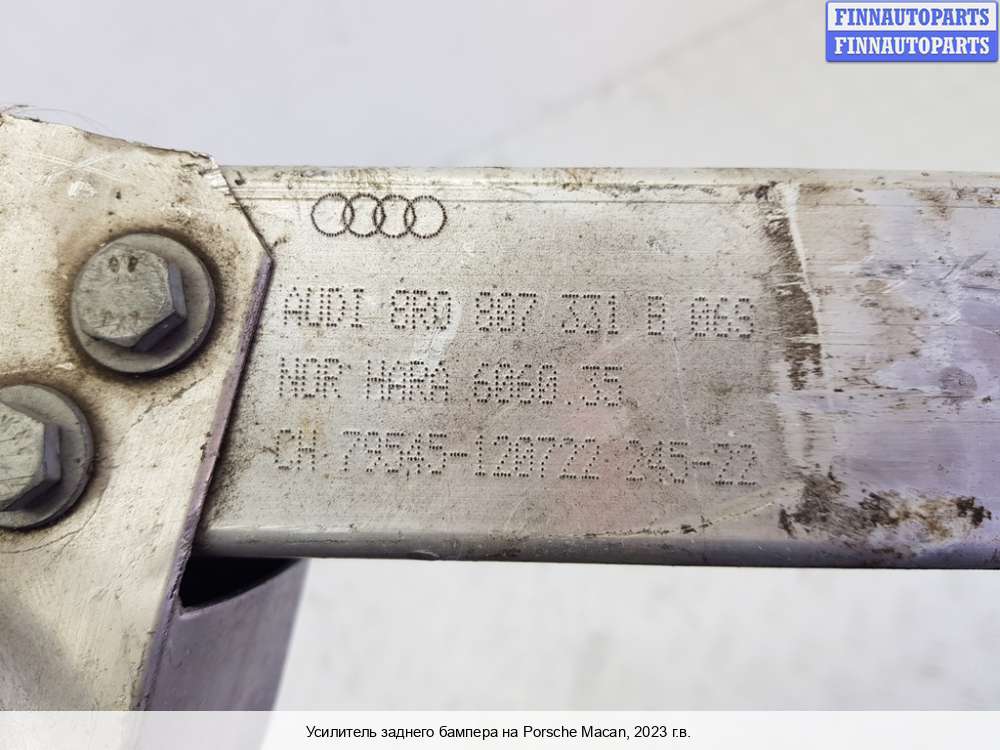 FINNAUTOPARTS
FINNAUTOPARTS
AUDI 8R0 807 331 B 063
NOR HARA 6060.35
CH 79545-120722 245-22
Усилитель заднего бампера на Porsche Macan, 2023 г.в.